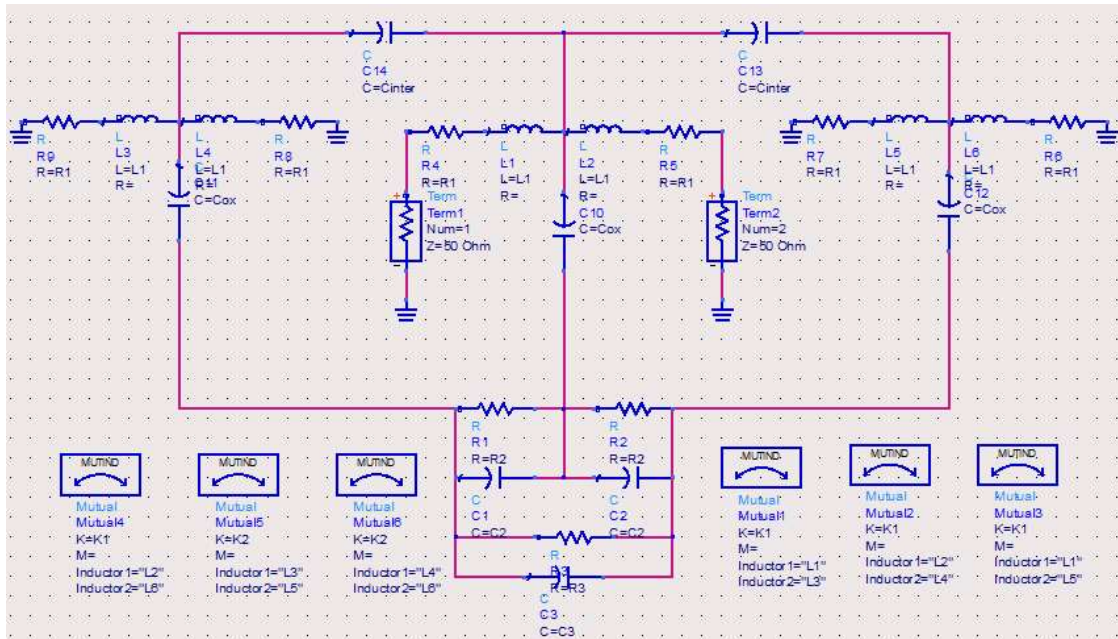 C
C14
C=Cinter
C
C13
C=Cinter
R
R9
R=R1
L
L3
L=L1
R=
L
L4
L=L1
R=
R
R8
R=R1
C11
C=Cox
R
R4
R=R1
L
L1
L=L1
R=
L
L2
L=L1
R=
R
R5
R=R1
C10
C=Cox
R
R7
R=R1
L
L5
L=L1
R=
L
L6
L=L1
R
R6
R=R1
C12
C=Cox
+
Term
Term1
Num=1
Z=50 Ohm
-
+
Term
Term2
Num=2
Z=50 Ohm
-
R
R1
R=R2
R
R2
R=R2
C
C1
C=C2
C
C2
C=C2
R
R3
R=R3
C
C3
C=C3
MUTIND
Mutual
Mutual4
K=K1
M=
Inductor1="L2"
Inductor2="L6"
MUTIND
Mutual
Mutual5
K=K2
M=
Inductor1="L3"
Inductor2="L5"
MUTIND
Mutual
Mutual6
K=K2
M=
Inductor1="L4"
Inductor2="L6"
MUTIND
Mutual
Mutual1
K=K1
M=
Inductor1="L1"
Inductor2="L3"
MUTIND
Mutual
Mutual2
K=K1
M=
Inductor1="L2"
Inductor2="L4"
MUTIND
Mutual
Mutual3
K=K1
M=
Inductor1="L1"
Inductor2="L5"